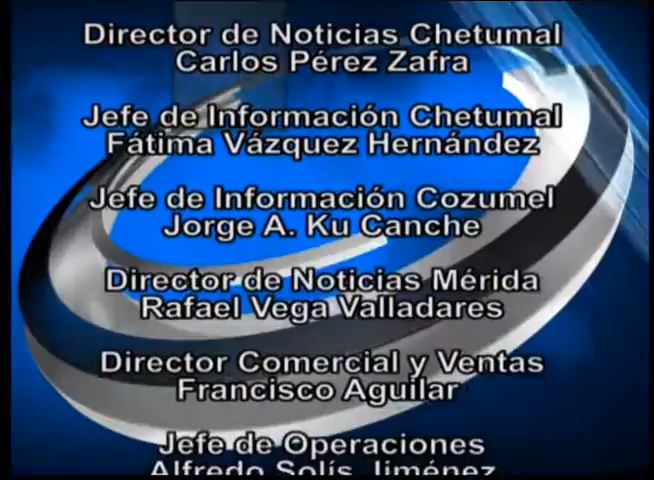 Director de Noticias Chetumal
Carlos Pérez Zafra
Jefe de Información Chetumal
Fátima Vázquez Hernández
Jefe de Información Cozumel
Jorge A. Ku Canche
Director de Noticias Mérida
Rafael Vega Valladares
Director Comercial y Ventas
Francisco Aguilar
Jefe de Operaciones
Alfredo Solís Jiménez